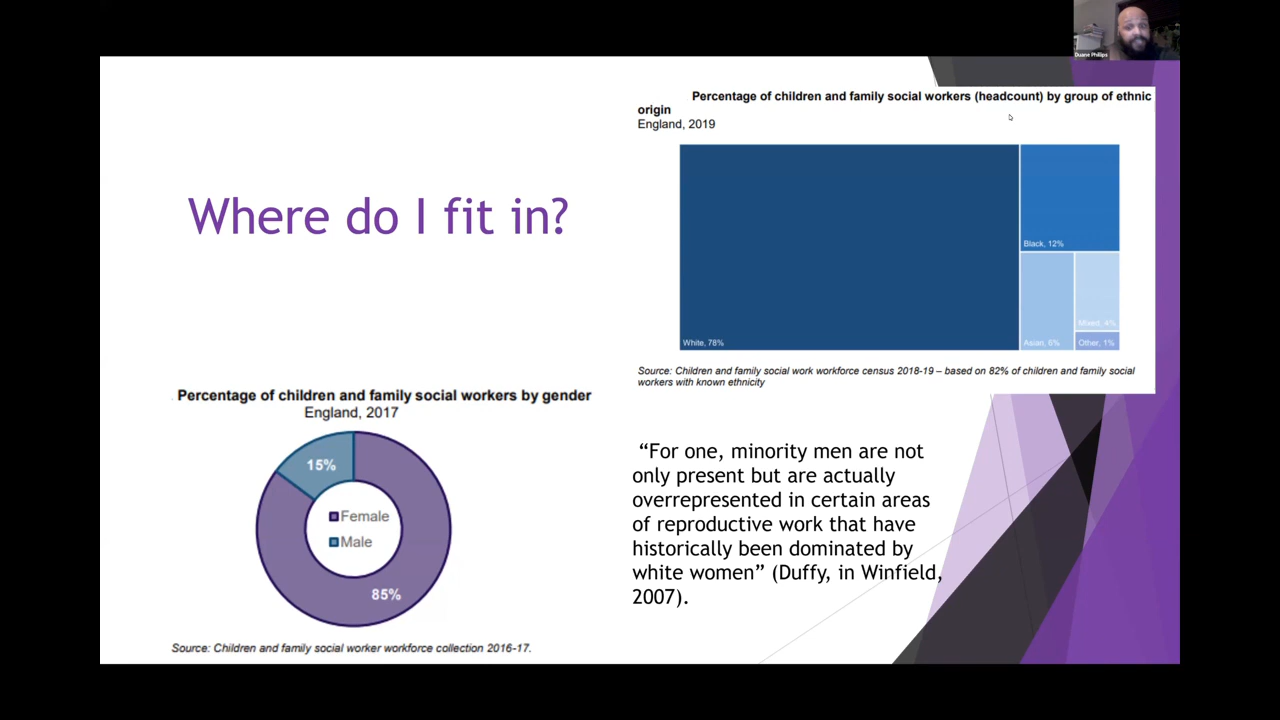 Duane Phillips
Percentage of children and family social workers (headcount) by group of ethnic
origin
England, 2019
White, 78%
Black, 12%
Asian, 6%
Mixed, 4%
Other, 1%
Source: Children and family social work workforce census 2018-19 – based on 82% of children and family social
workers with known ethnicity
Where do I fit in?
Percentage of children and family social workers by gender
England, 2017
15%
Female
Male
85%
Source: Children and family social worker workforce collection 2016-17.
“For one, minority men are not
only present but are actually
overrepresented in certain areas
of reproductive work that have
historically been dominated by
white women” (Duffy, in Winfield,
2007).